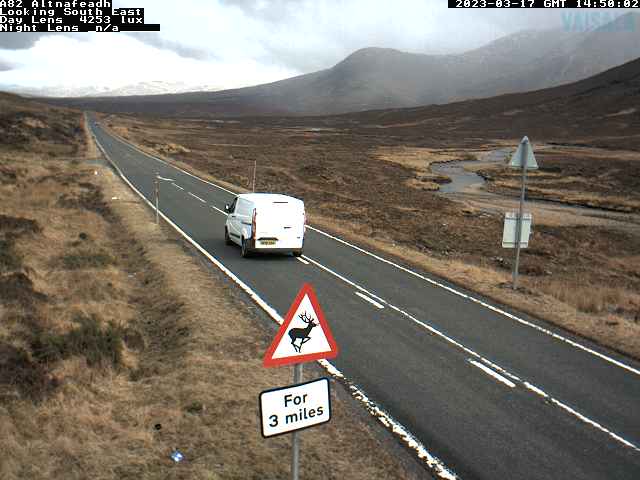 A82 Altnafeadh
Looking South East
Day Lens 4253 lux
Night Lens n/a
2023-03-17 GMT 14:50:02
VAISALA
For
3 miles